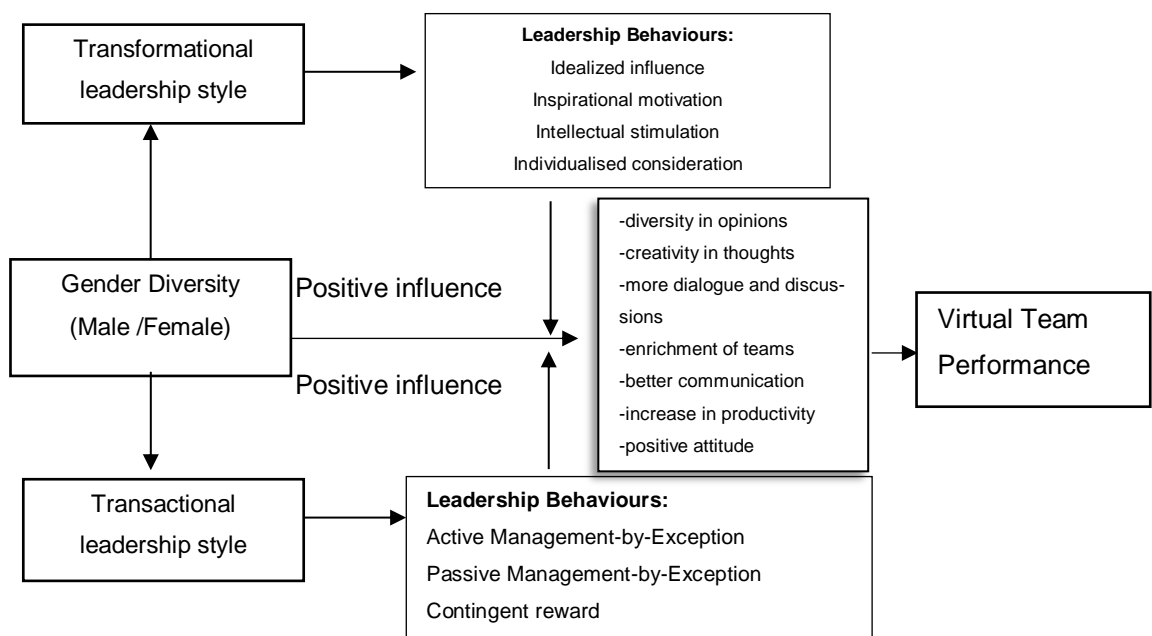 Transformational
leadership style
Leadership Behaviours:
Idealized influence
Inspirational motivation
Intellectual stimulation
Individualised consideration
Gender Diversity
(Male /Female)
Positive influence
Positive influence
-diversity in opinions
-creativity in thoughts
-more dialogue and discus-
sions
-enrichment of teams
-better communication
-increase in productivity
-positive attitude
Virtual Team
Performance
Transactional
leadership style
Leadership Behaviours:
Active Management-by-Exception
Passive Management-by-Exception
Contingent reward